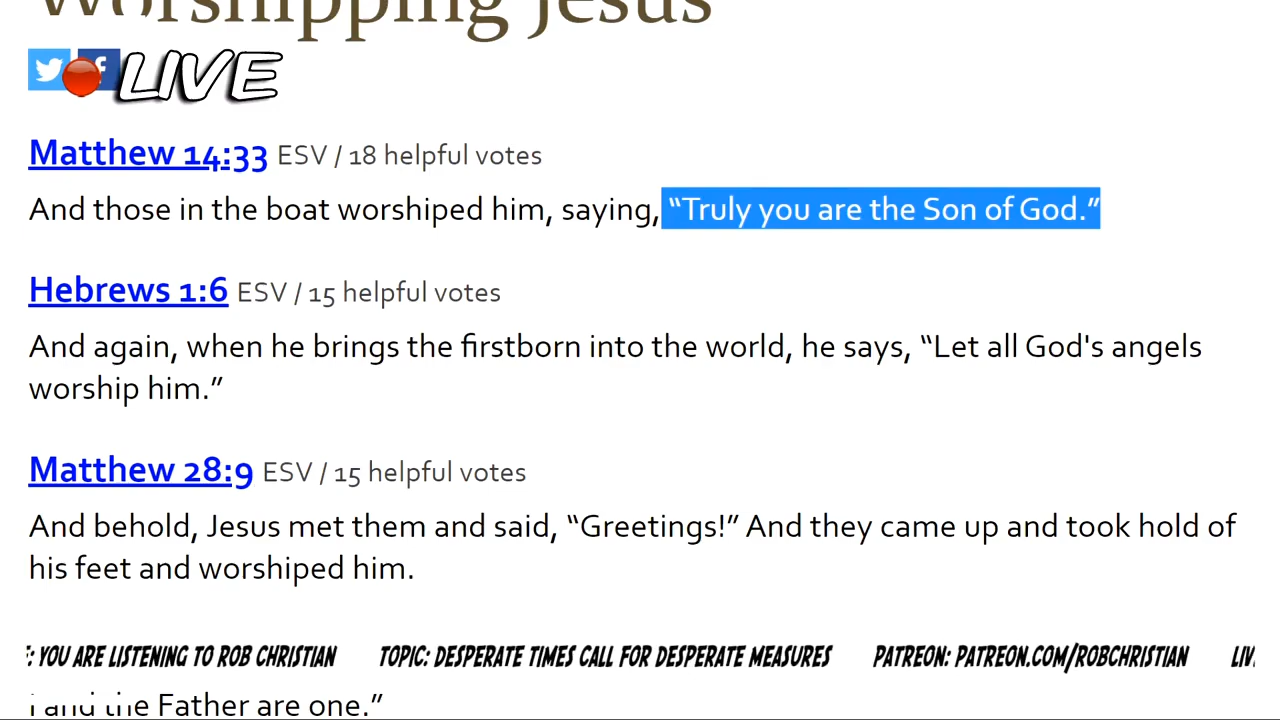 Worshipping Jesus
LIVE
Matthew 14:33 ESV / 18 helpful votes
And those in the boat worshiped him, saying, “Truly you are the Son of God.”
Hebrews 1:6 ESV / 15 helpful votes
And again, when he brings the firstborn into the world, he says, “Let all God's angels
worship him.”
Matthew 28:9 ESV / 15 helpful votes
And behold, Jesus met them and said, “Greetings!” And they came up and took hold of
his feet and worshiped him.
: YOU ARE LISTENING TO ROB CHRISTIAN TOPIC: DESPERATE TIMES CALL FOR DESPERATE MEASURES PATREON: PATREON.COM/ROBCHRISTIAN LIV
I and the Father are one.”